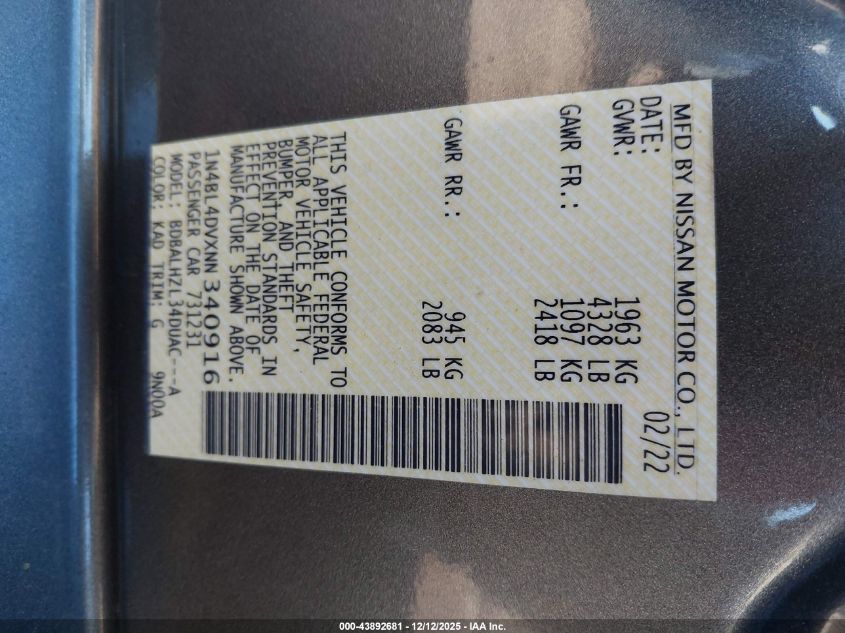 MFD BY NISSAN MOTOR CO., LTD.
DATE: 02/22
GVWR: 1963 KG
4328 LB
GAWR FR.: 1097 KG
2418 LB
GAWR RR.: 945 KG
2083 LB
THIS VEHICLE CONFORMS TO
ALL APPLICABLE FEDERAL
MOTOR VEHICLE SAFETY,
BUMPER, AND THEFT
PREVENTION STANDARDS IN
EFFECT ON THE DATE OF
MANUFACTURE SHOWN ABOVE.
1N4BL4DVXNN340916
PASSENGER CAR 731231
MODEL: BDBALHZL34DUAC---A
COLOR: KAD TRIM: G 9N00A
000-43892681 - 12/12/2025 - IAA Inc.